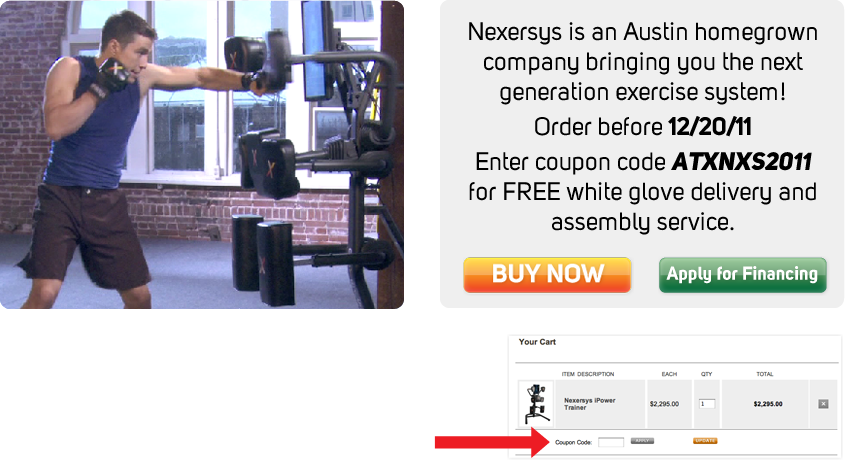 Nexersys is an Austin homegrown
company bringing you the next
generation exercise system!
Order before 12/20/11
Enter coupon code ATXNXS2011
for FREE white glove delivery and
assembly service.
BUY NOW
Apply for Financing
Your Cart
ITEM DESCRIPTION EACH QTY TOTAL
Nexersys iPower
Trainer
$2,295.00 1 $2,295.00 X
Coupon Code: APPLY UPDATE